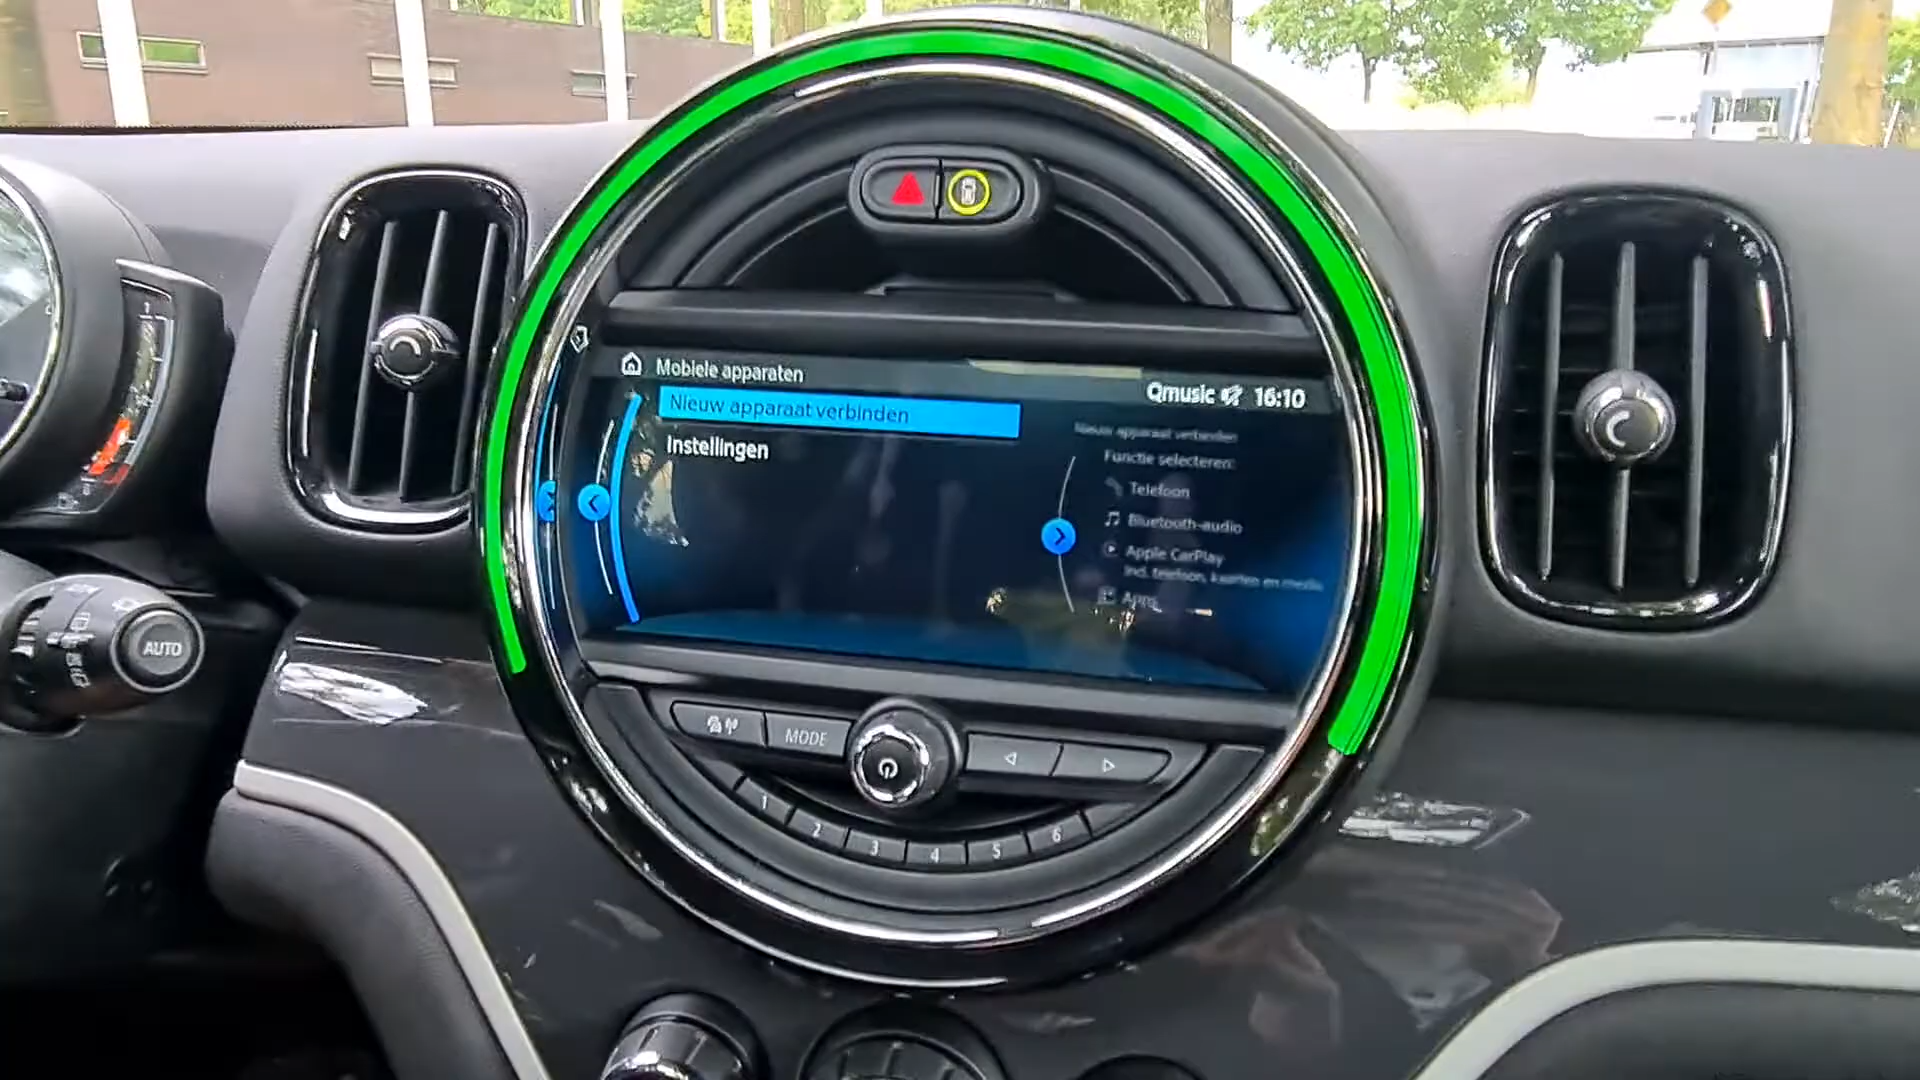 Mobiele apparaten
Qmusic 16:10
Nieuw apparaat verbinden
Instellingen
Nieuw apparaat verbinden
Functie selecteren:
Telefoon
Bluetooth-audio
Apple CarPlay
incl. telefoon, kaarten en media
Apps
AUTO
MODE
1
2
3
4
5
6